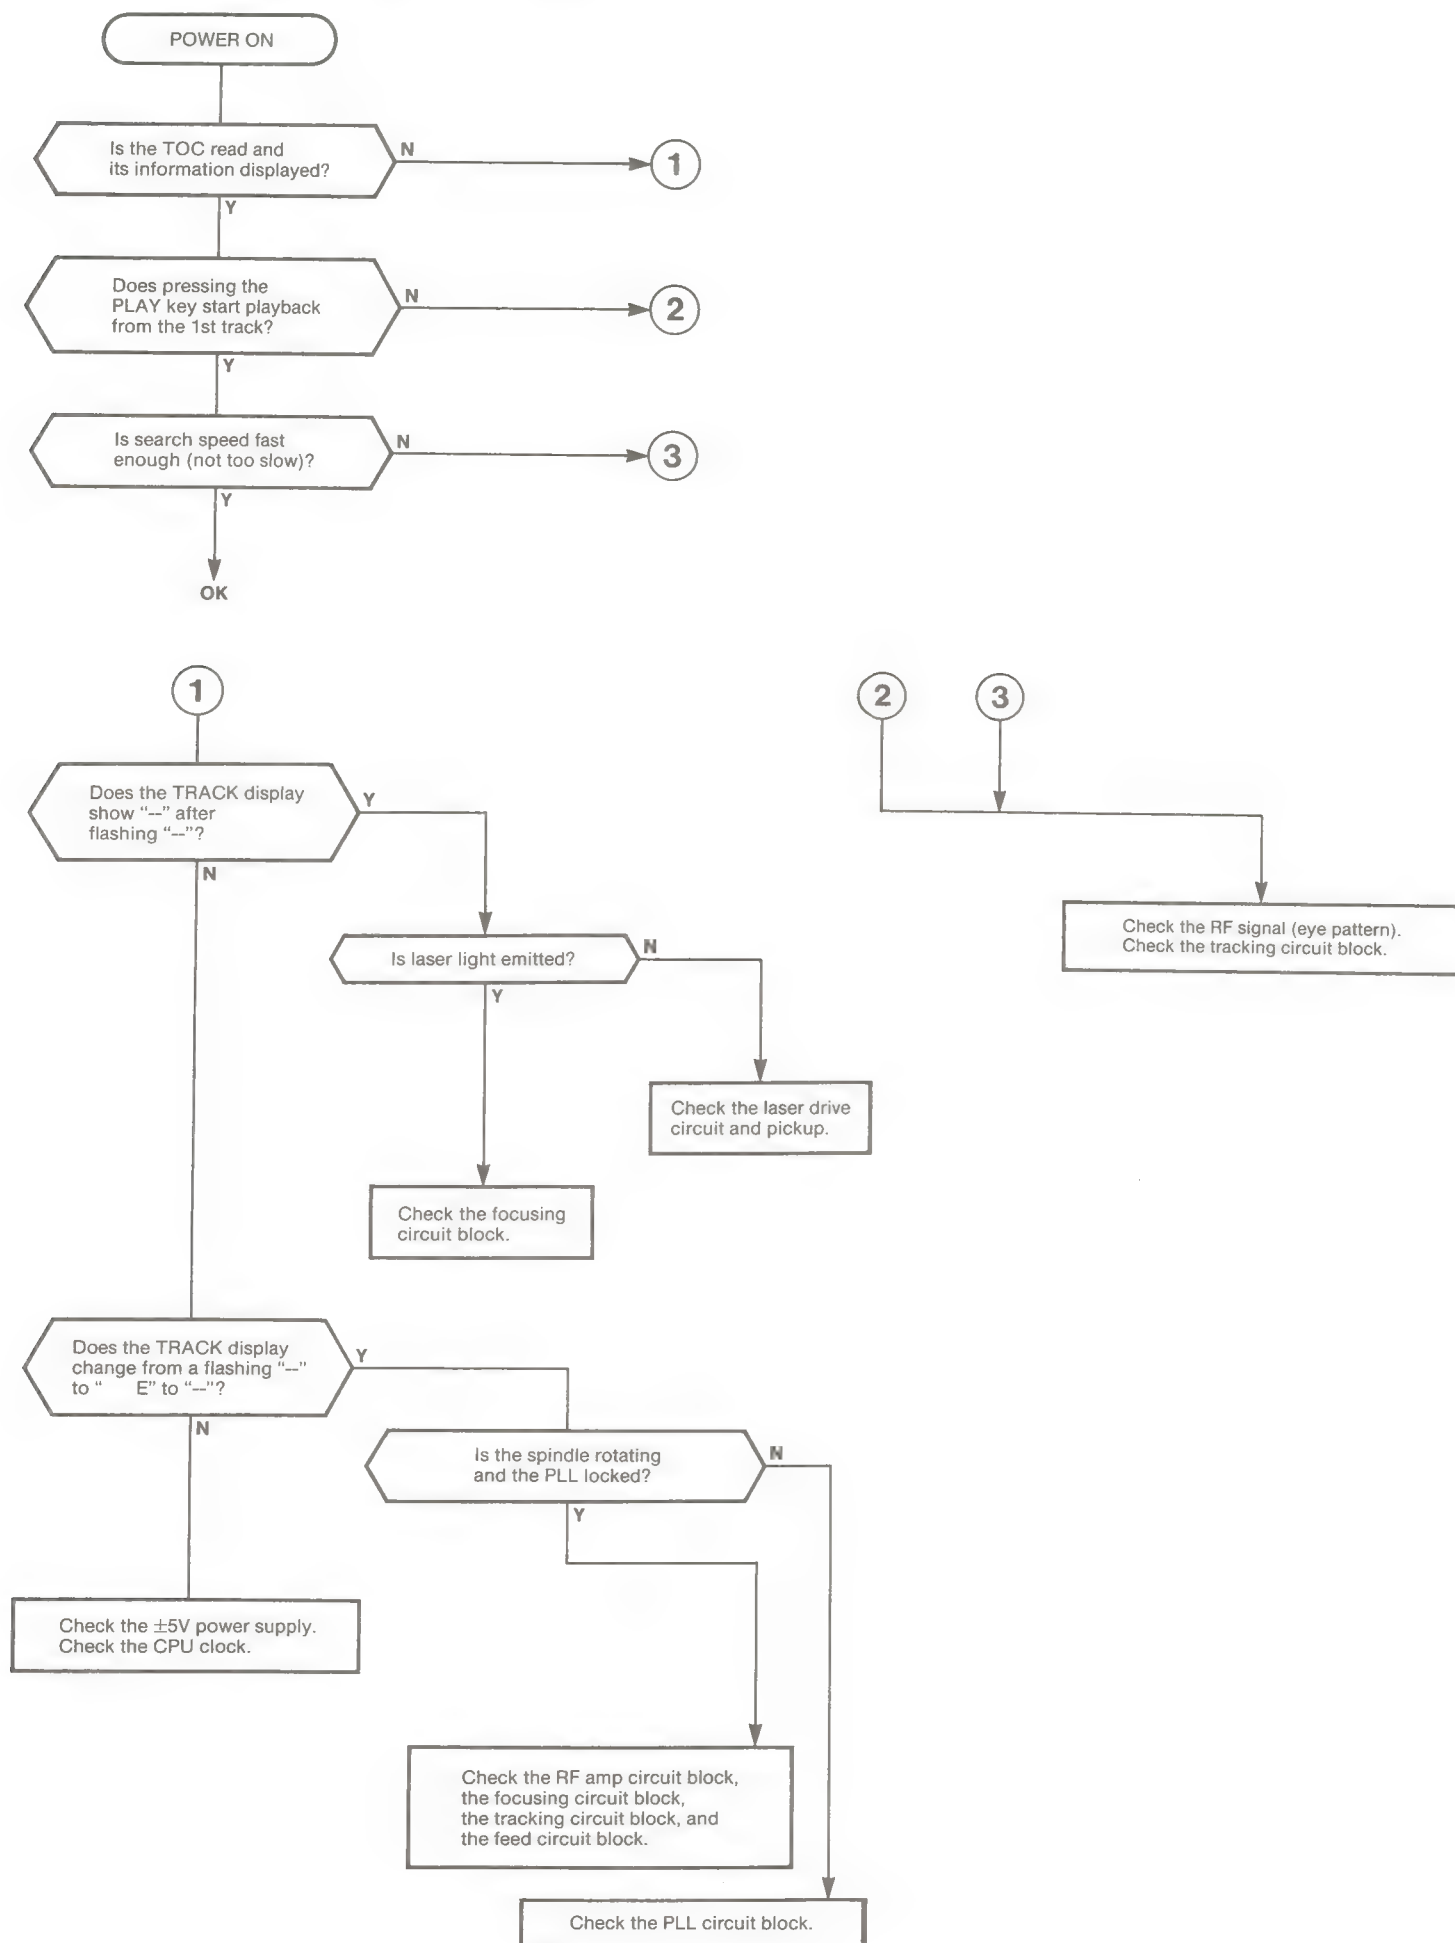 POWER ON
Is the TOC read and
its information displayed?
N
1
Y
Does pressing the
PLAY key start playback
from the 1st track?
N
2
Y
Is search speed fast
enough (not too slow)?
N
3
Y
OK
1
Does the TRACK display
show “--” after
flashing “--”?
Y
N
Is laser light emitted?
N
Y
Check the laser drive
circuit and pickup.
Check the focusing
circuit block.
2
3
Check the RF signal (eye pattern).
Check the tracking circuit block.
Does the TRACK display
change from a flashing “--”
to “ E” to “--”?
Y
N
Is the spindle rotating
and the PLL locked?
N
Y
Check the ±5V power supply.
Check the CPU clock.
Check the RF amp circuit block,
the focusing circuit block,
the tracking circuit block, and
the feed circuit block.
Check the PLL circuit block.